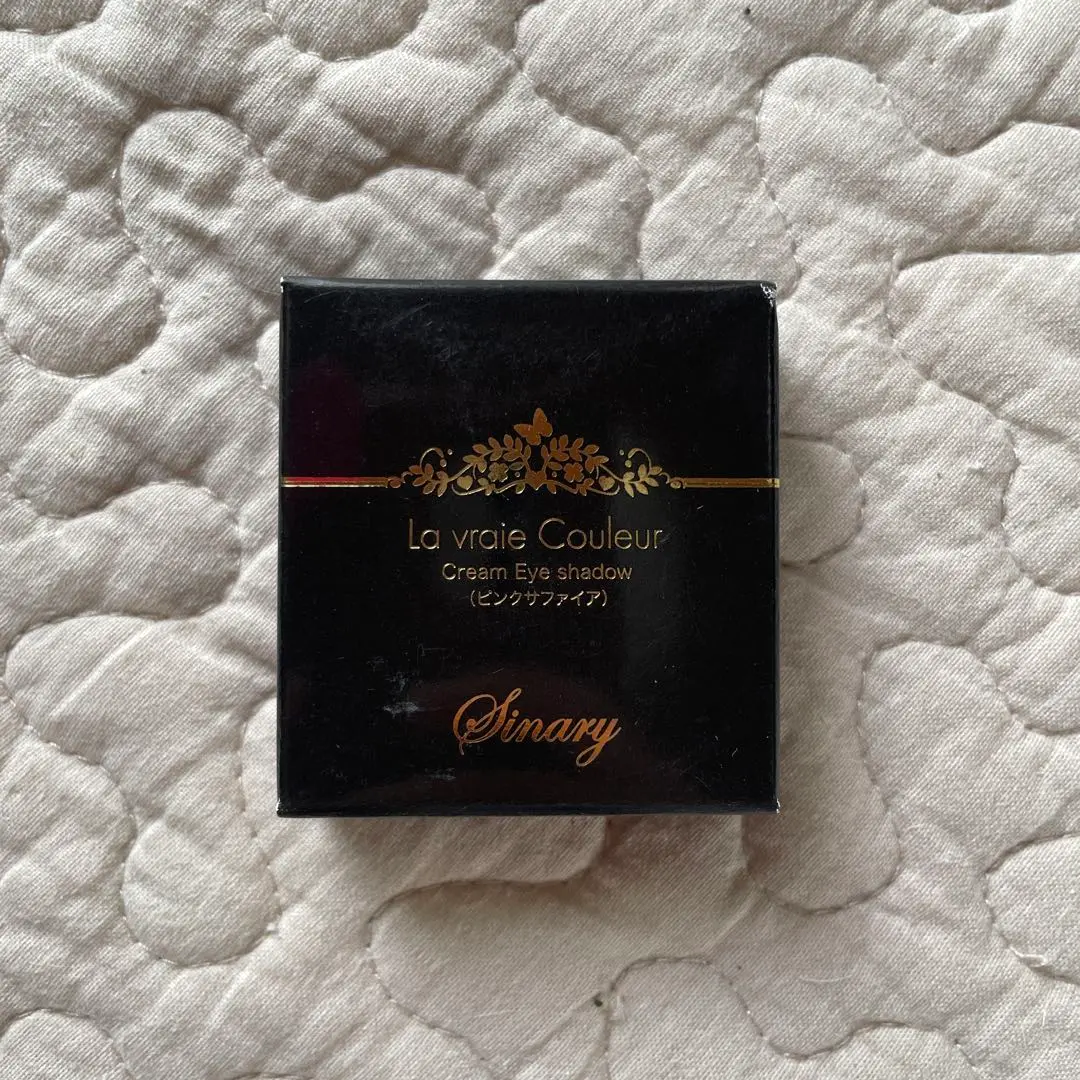 La vraie Couleur
Cream Eye shadow
(ピンクサファイア)
Sinary